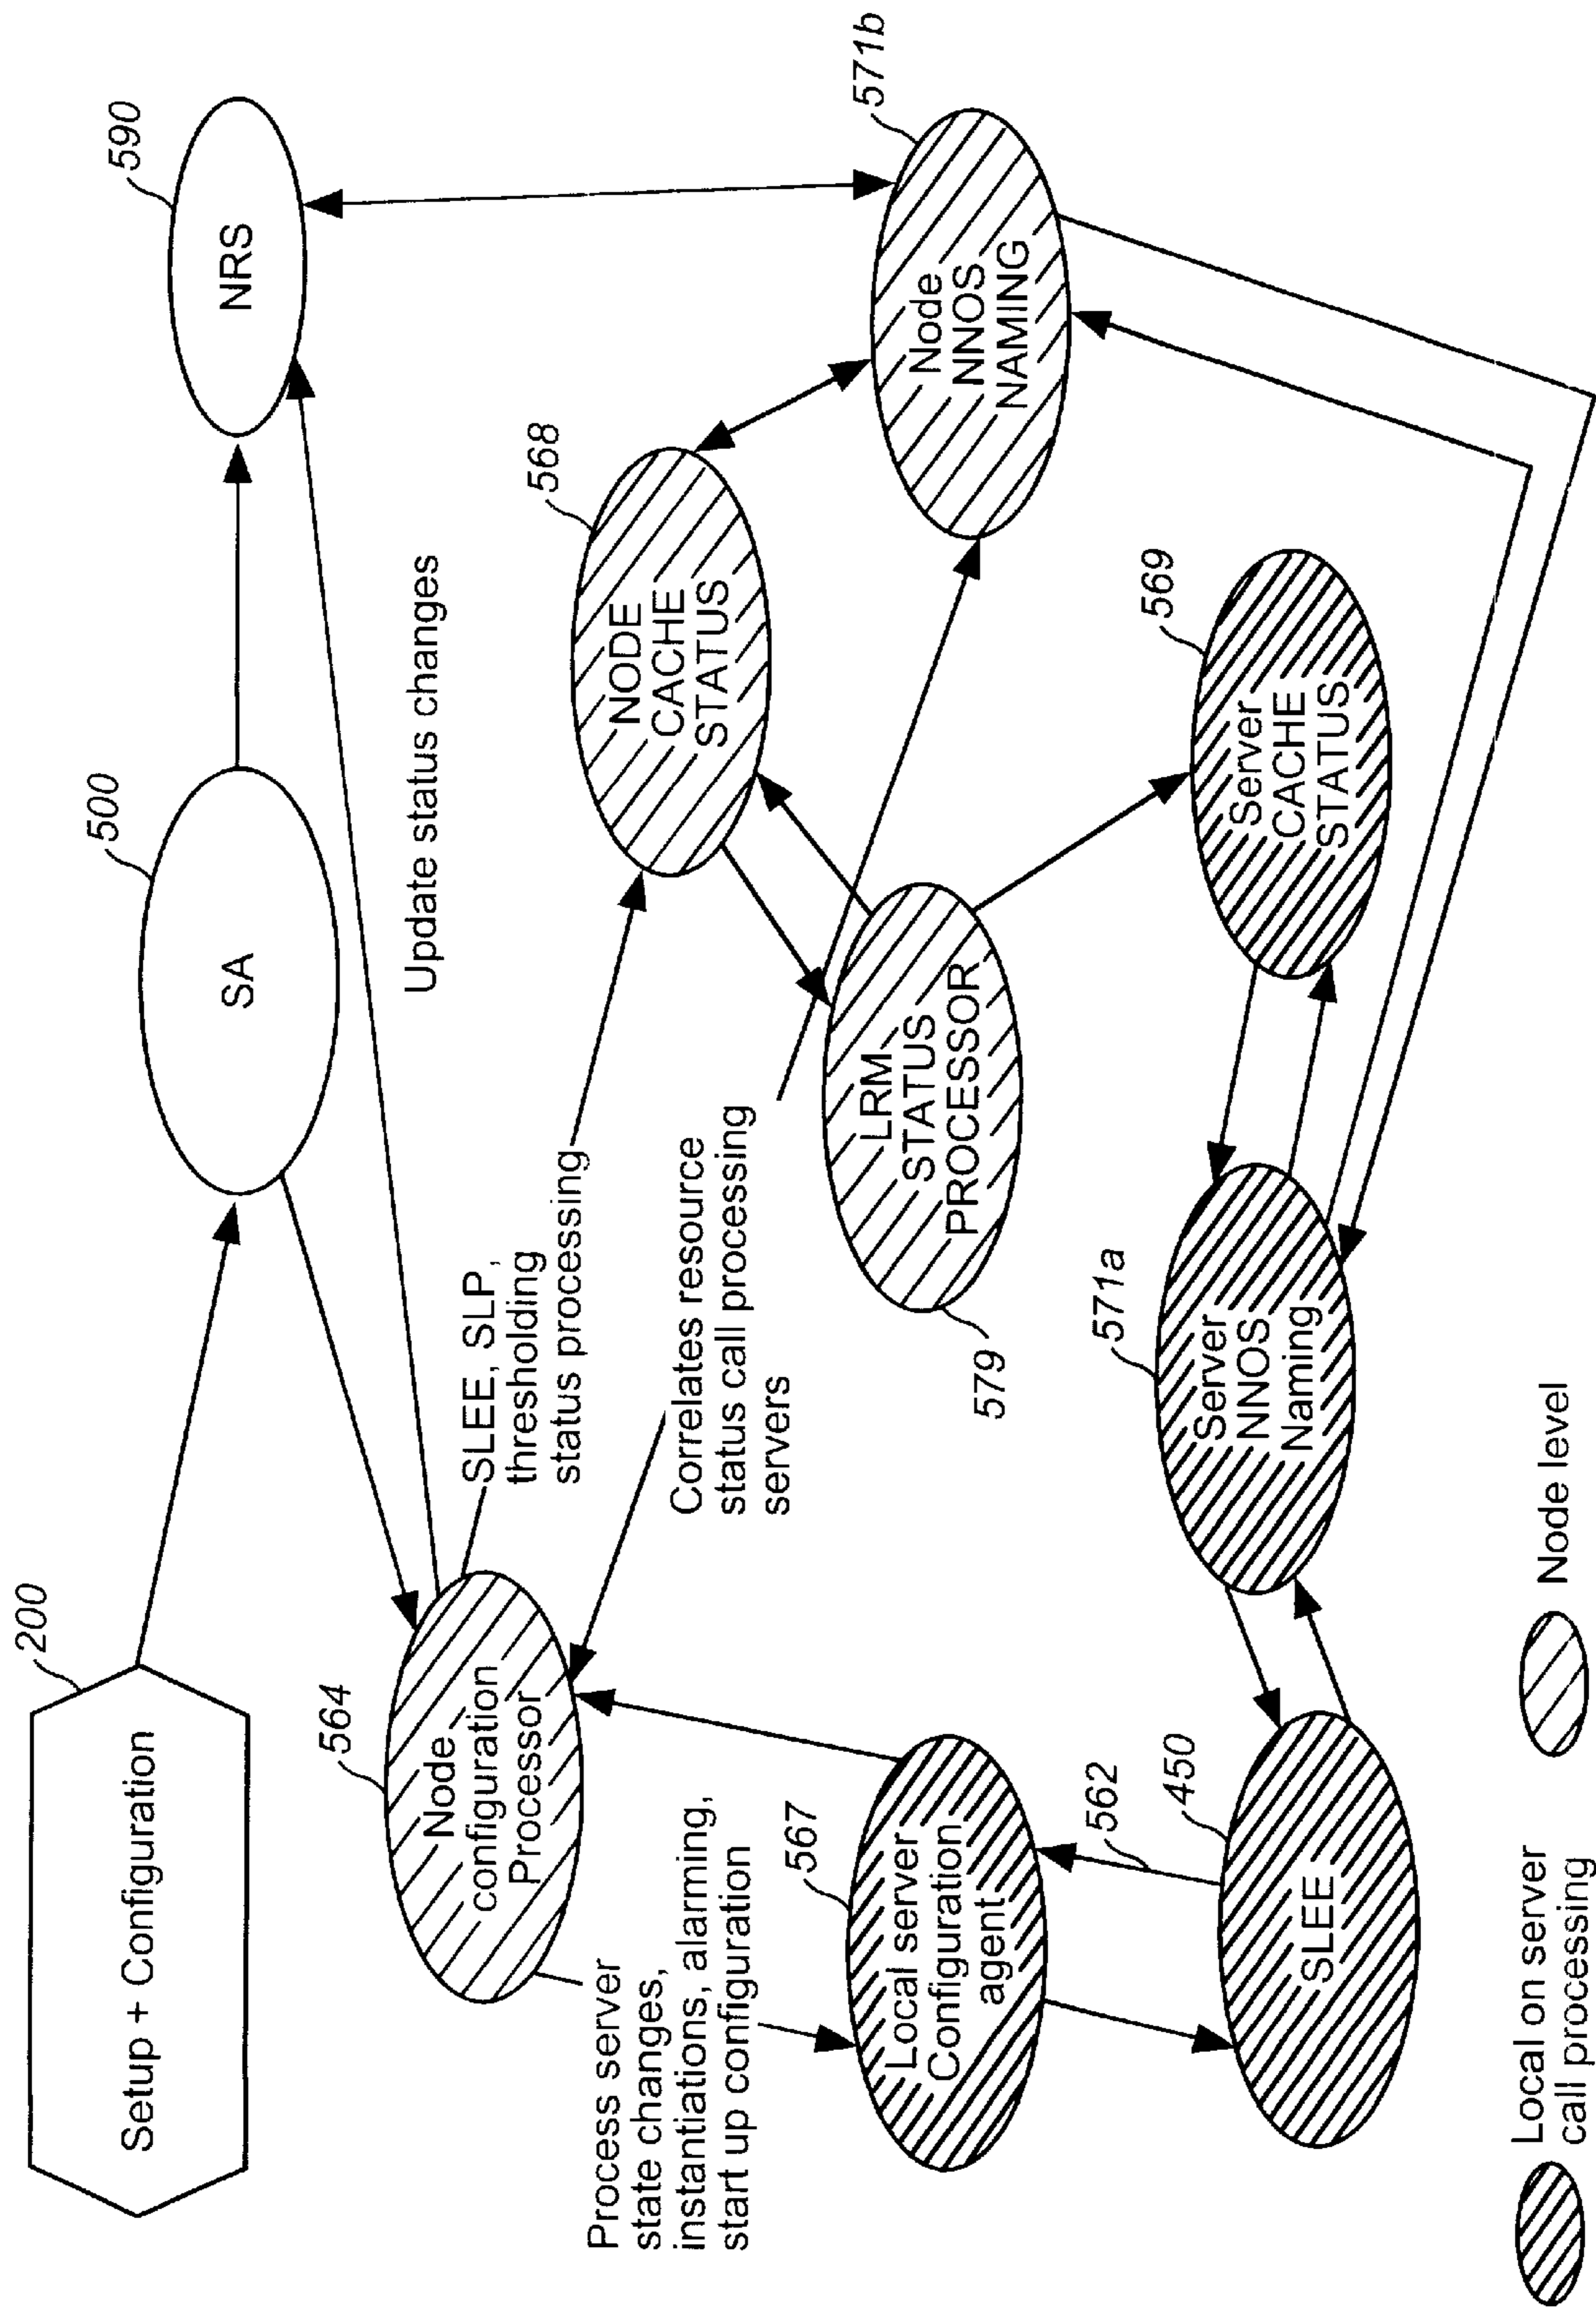 Setup + Configuration
200
SA
500
NRS
590
Update status changes
564
Node
configuration
Processor
SLEE, SLP,
thresholding
status processing
NODE
CACHE
STATUS
568
Process server
state changes,
instantiations, alarming,
start up configuration
Correlates resource
status call processing
servers
LRM
STATUS
PROCESSOR
579
Node
NNOS
NAMING
571b
567
Local server
Configuration
agent
562
450
SLEE
571a
Server
NNOS
Naming
569
Server
CACHE
STATUS
Local on server
call processing
Node level